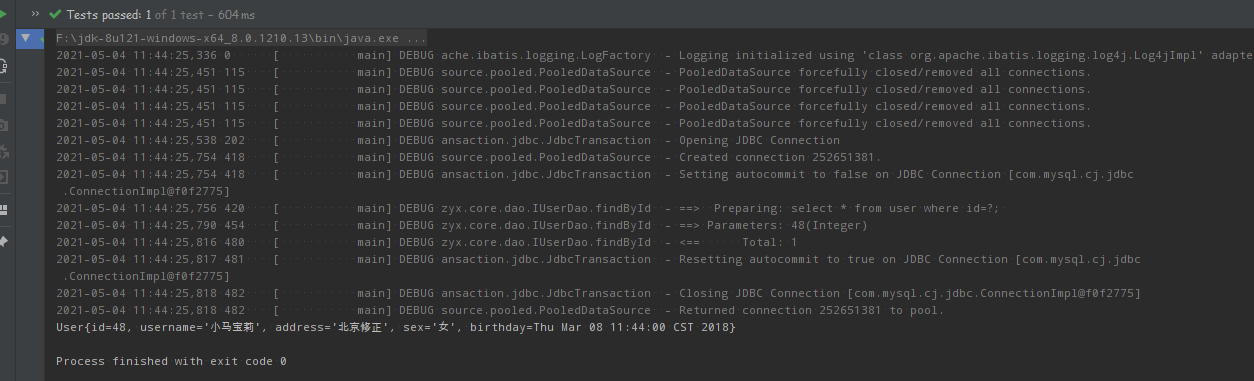 Tests passed: 1 of 1 test – 604 ms
F:\jdk-8u121-windows-x64_8.0.1210.13\bin\java.exe ...
2021-05-04 11:44:25,336 0      [           main] DEBUG ache.ibatis.logging.LogFactory  - Logging initialized using 'class org.apache.ibatis.logging.log4j.Log4jImpl' adapte
2021-05-04 11:44:25,451 115    [           main] DEBUG source.pooled.PooledDataSource  - PooledDataSource forcefully closed/removed all connections.
2021-05-04 11:44:25,451 115    [           main] DEBUG source.pooled.PooledDataSource  - PooledDataSource forcefully closed/removed all connections.
2021-05-04 11:44:25,451 115    [           main] DEBUG source.pooled.PooledDataSource  - PooledDataSource forcefully closed/removed all connections.
2021-05-04 11:44:25,451 115    [           main] DEBUG source.pooled.PooledDataSource  - PooledDataSource forcefully closed/removed all connections.
2021-05-04 11:44:25,538 202    [           main] DEBUG ansaction.jdbc.JdbcTransaction  - Opening JDBC Connection
2021-05-04 11:44:25,754 418    [           main] DEBUG source.pooled.PooledDataSource  - Created connection 252651381.
2021-05-04 11:44:25,754 418    [           main] DEBUG ansaction.jdbc.JdbcTransaction  - Setting autocommit to false on JDBC Connection [com.mysql.cj.jdbc
.ConnectionImpl@f0f2775]
2021-05-04 11:44:25,756 420    [           main] DEBUG zyx.core.dao.IUserDao.findById  - ==>  Preparing: select * from user where id=?;
2021-05-04 11:44:25,790 454    [           main] DEBUG zyx.core.dao.IUserDao.findById  - ==> Parameters: 48(Integer)
2021-05-04 11:44:25,816 480    [           main] DEBUG zyx.core.dao.IUserDao.findById  - <==      Total: 1
2021-05-04 11:44:25,817 481    [           main] DEBUG ansaction.jdbc.JdbcTransaction  - Resetting autocommit to true on JDBC Connection [com.mysql.cj.jdbc
.ConnectionImpl@f0f2775]
2021-05-04 11:44:25,818 482    [           main] DEBUG ansaction.jdbc.JdbcTransaction  - Closing JDBC Connection [com.mysql.cj.jdbc.ConnectionImpl@f0f2775]
2021-05-04 11:44:25,818 482    [           main] DEBUG source.pooled.PooledDataSource  - Returned connection 252651381 to pool.
User{id=48, username='小马宝莉', address='北京修正', sex='女', birthday=Thu Mar 08 11:44:00 CST 2018}
Process finished with exit code 0